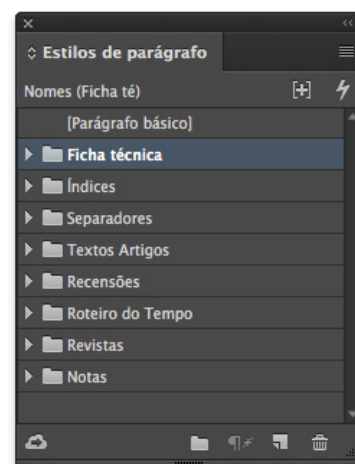 Estilos de parágrafo
Nomes (Ficha té)
[Parágrafo básico]
Ficha técnica
Índices
Separadores
Textos Artigos
Recensões
Roteiro do Tempo
Revistas
Notas